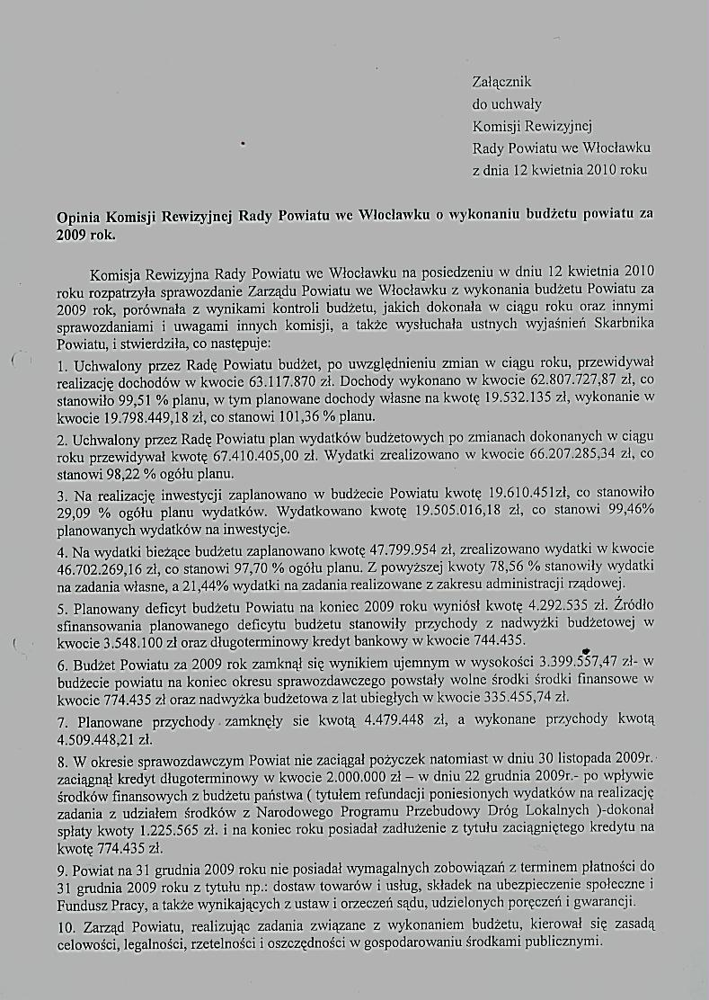 Załącznik
do uchwały
Komisji Rewizyjnej
Rady Powiatu we Włocławku
z dnia 12 kwietnia 2010 roku
Opinia Komisji Rewizyjnej Rady Powiatu we Włocławku o wykonaniu budżetu powiatu za
2009 rok.
Komisja Rewizyjna Rady Powiatu we Włocławku na posiedzeniu w dniu 12 kwietnia 2010
roku rozpatrzyła sprawozdanie Zarządu Powiatu we Włocławku z wykonania budżetu Powiatu za
2009 rok, porównała z wynikami kontroli budżetu, jakich dokonała w ciągu roku oraz innymi
sprawozdaniami i uwagami innych komisji, a także wysłuchała ustnych wyjaśnień Skarbnika
Powiatu, i stwierdziła, co następuje:
1. Uchwalony przez Radę Powiatu budżet, po uwzględnieniu zmian w ciągu roku, przewidywał
realizację dochodów w kwocie 63.117.870 zł. Dochody wykonano w kwocie 62.807.727,87 zł, co
stanowiło 99,51 % planu, w tym planowane dochody własne na kwotę 19.532.135 zł, wykonanie w
kwocie 19.798.449,18 zł, co stanowi 101,36 % planu.
2. Uchwalony przez Radę Powiatu plan wydatków budżetowych po zmianach dokonanych w ciągu
roku przewidywał kwotę 67.410.405,00 zł. Wydatki zrealizowano w kwocie 66.207.285,34 zł, co
stanowi 98,22 % ogółu planu.
3. Na realizację inwestycji zaplanowano w budżecie Powiatu kwotę 19.610.451zł, co stanowiło
29,09 % ogółu planu wydatków. Wydatkowano kwotę 19.505.016,18 zł, co stanowi 99,46%
planowanych wydatków na inwestycje.
4. Na wydatki bieżące budżetu zaplanowano kwotę 47.799.954 zł, zrealizowano wydatki w kwocie
46.702.269,16 zł, co stanowi 97,70 % ogółu planu. Z powyższej kwoty 78,56 % stanowiły wydatki
na zadania własne, a 21,44% wydatki na zadania realizowane z zakresu administracji rządowej.
5. Planowany deficyt budżetu Powiatu na koniec 2009 roku wyniósł kwotę 4.292.535 zł. Źródło
sfinansowania planowanego deficytu budżetu stanowiły przychody z nadwyżki budżetowej w
kwocie 3.548.100 zł oraz długoterminowy kredyt bankowy w kwocie 744.435.
6. Budżet Powiatu za 2009 rok zamknął się wynikiem ujemnym w wysokości 3.399.557,47 zł- w
budżecie powiatu na koniec okresu sprawozdawczego powstały wolne środki środki finansowe w
kwocie 774.435 zł oraz nadwyżka budżetowa z lat ubiegłych w kwocie 335.455,74 zł.
7. Planowane przychody zamknęły sie kwotą 4.479.448 zł, a wykonane przychody kwotą
4.509.448,21 zł.
8. W okresie sprawozdawczym Powiat nie zaciągał pożyczek natomiast w dniu 30 listopada 2009r.
zaciągnął kredyt długoterminowy w kwocie 2.000.000 zł – w dniu 22 grudnia 2009r.- po wpływie
środków finansowych z budżetu państwa ( tytułem refundacji poniesionych wydatków na realizację
zadania z udziałem środków z Narodowego Programu Przebudowy Dróg Lokalnych )-dokonał
spłaty kwoty 1.225.565 zł. i na koniec roku posiadał zadłużenie z tytułu zaciągniętego kredytu na
kwotę 774.435 zł.
9. Powiat na 31 grudnia 2009 roku nie posiadał wymagalnych zobowiązań z terminem płatności do
31 grudnia 2009 roku z tytułu np.: dostaw towarów i usług, składek na ubezpieczenie społeczne i
Fundusz Pracy, a także wynikających z ustaw i orzeczeń sądu, udzielonych poręczeń i gwarancji.
10. Zarząd Powiatu, realizując zadania związane z wykonaniem budżetu, kierował się zasadą
celowości, legalności, rzetelności i oszczędności w gospodarowaniu środkami publicznymi.